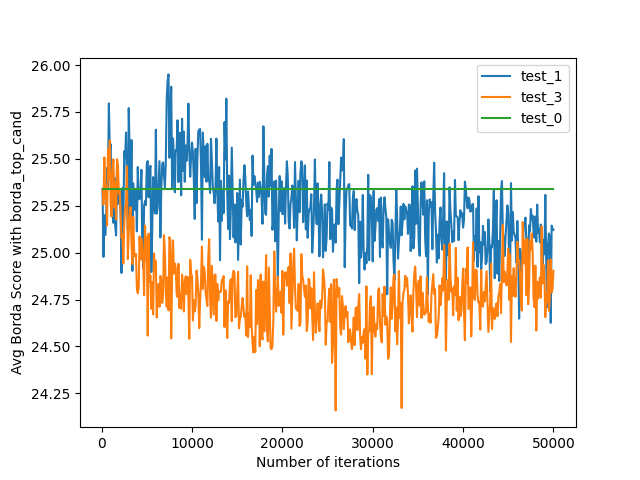 26.00
25.75
25.50
25.25
25.00
24.75
24.50
24.25
Avg Borda Score with borda_top_cand
test_1
test_3
test_0
0 10000 20000 30000 40000 50000
Number of iterations